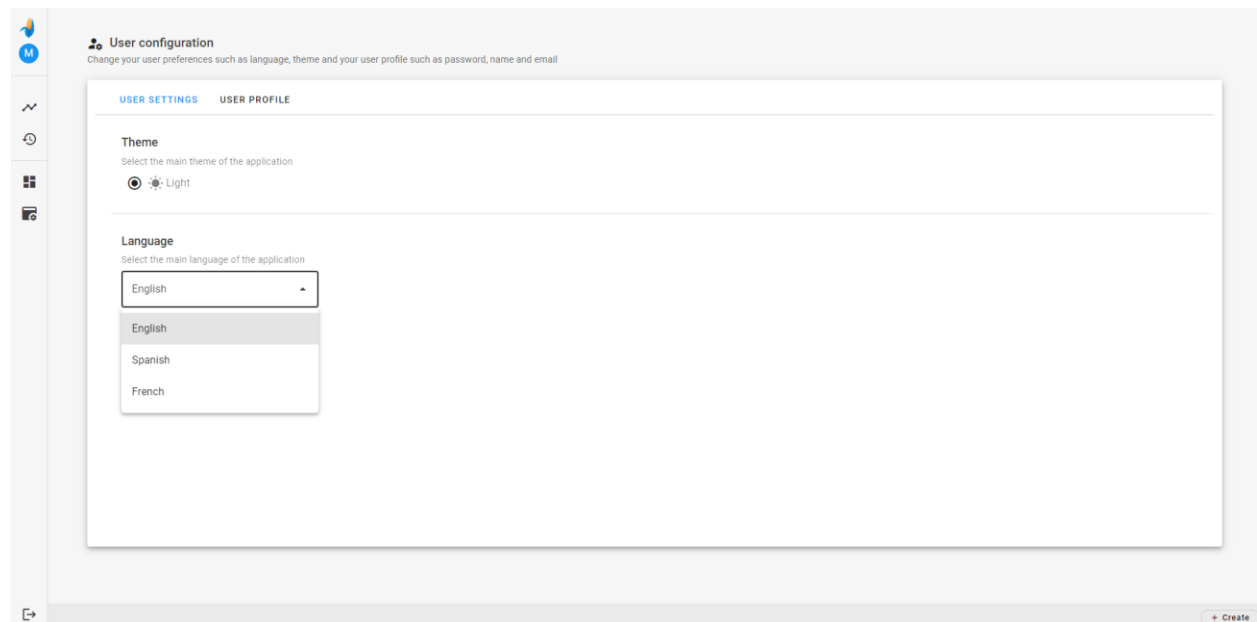 User configuration
M
Change your user preferences such as language, theme and your user profile such as password, name and email
USER SETTINGS USER PROFILE
Theme
Select the main theme of the application
Light
Language
Select the main language of the application
English
English
Spanish
French
+ Create